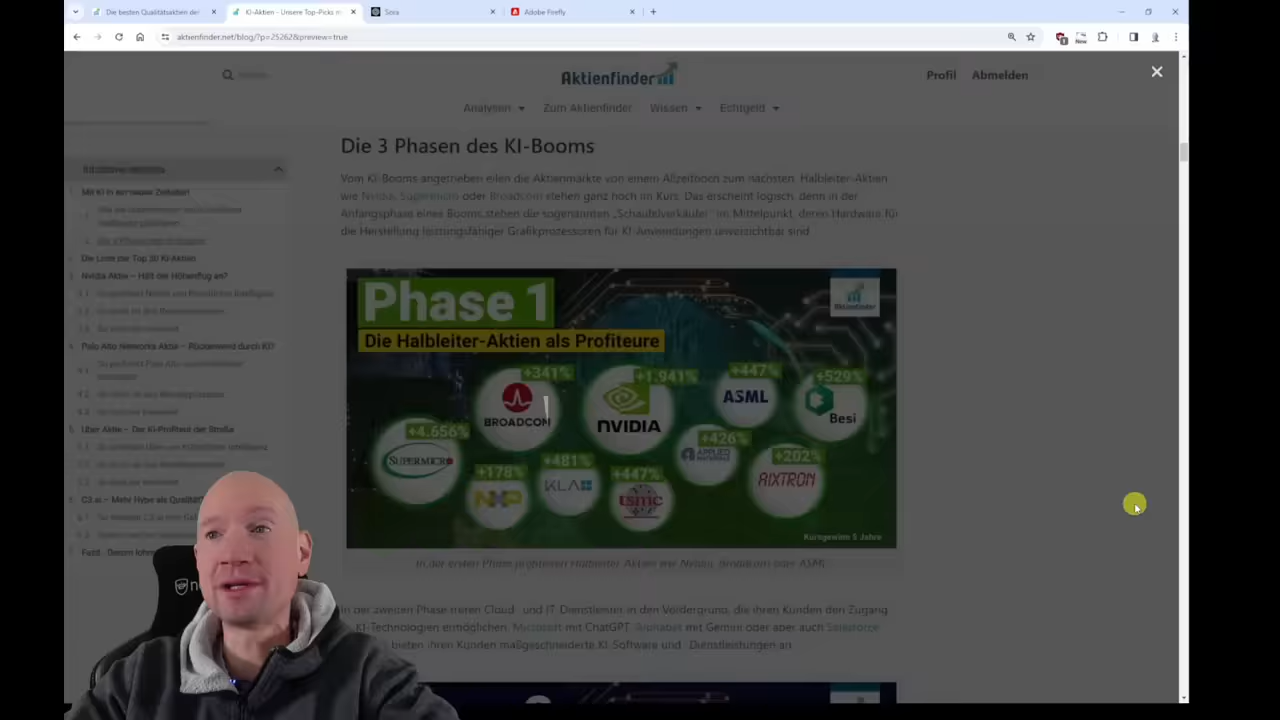 Die besten Qualitätsaktien der
KI-Aktien - Unsere Top-Picks
Sora
Adobe Firefly
aktienfinder.net/blog/?p=25262&preview=true
New
Aktienfinder
Profil
Abmelden
Analysen
Zum Aktienfinder
Wissen
Echtgeld
Die 3 Phasen des KI-Booms
Vom KI-Booms angetrieben eilen die Aktienmärkte von einem Allzeithoch zum nächsten. Halbleiter-Aktien
wie Nvidia, Supermicro oder Broadcom stehen ganz hoch im Kurs. Das erscheint logisch, denn in der
Anfangsphase eines Booms stehen die sogenannten „Schaufelverkäufer" im Mittelpunkt, deren Hardware für
die Herstellung leistungsfähiger Grafikprozessoren für KI-Anwendungen unverzichtbar sind.
Die Liste der Top 30 KI-Aktien
Nvidia Aktie – Hält der Höhenflug an?
Palo Alto Networks Aktie – Rückenwind durch KI?
Uber Aktie – Der KI-Profiteur der Straße
C3.ai – Mehr Hype als Qualität?
Phase 1
Aktienfinder
Die Halbleiter-Aktien als Profiteure
+341%
+1.941%
+447%
+529%
BROADCOM
NVIDIA
ASML
Besi
+4.656%
SUPERMICRO
+178%
NXP
+481%
KLA
+447%
tsmc
+426%
APPLIED MATERIALS
+202%
AIXTRON
Kursgewinn 5 Jahre
In der ersten Phase profitieren Halbleiter-Aktien wie Nvidia, Broadcom oder ASML
In der zweiten Phase treten Cloud- und IT-Dienstleister in den Vordergrund, die ihren Kunden den Zugang
KI-Technologien ermöglichen. Microsoft mit ChatGPT, Alphabet mit Gemini oder aber auch Salesforce
bieten ihren Kunden maßgeschneiderte KI-Software und -Dienstleistungen an.